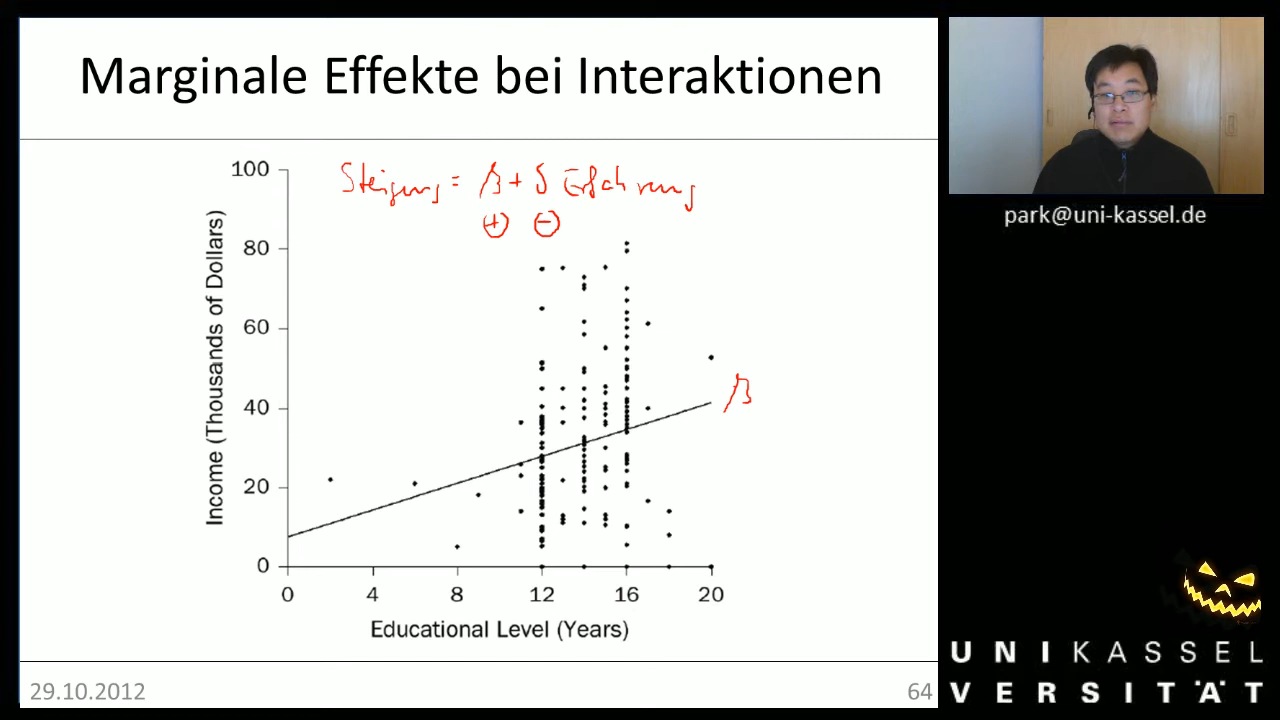 Marginale Effekte bei Interaktionen
Steigung = β + δ Erfahrung
+ −
100
80
60
40
20
0
Income (Thousands of Dollars)
β
0 4 8 12 16 20
Educational Level (Years)
29.10.2012 64
park@uni-kassel.de
UNIKASSEL
VERSITÄT